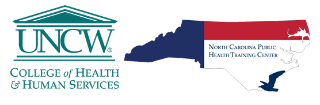 UNCW®
COLLEGE of HEALTH
& HUMAN SERVICES
NORTH CAROLINA PUBLIC
HEALTH TRAINING CENTER